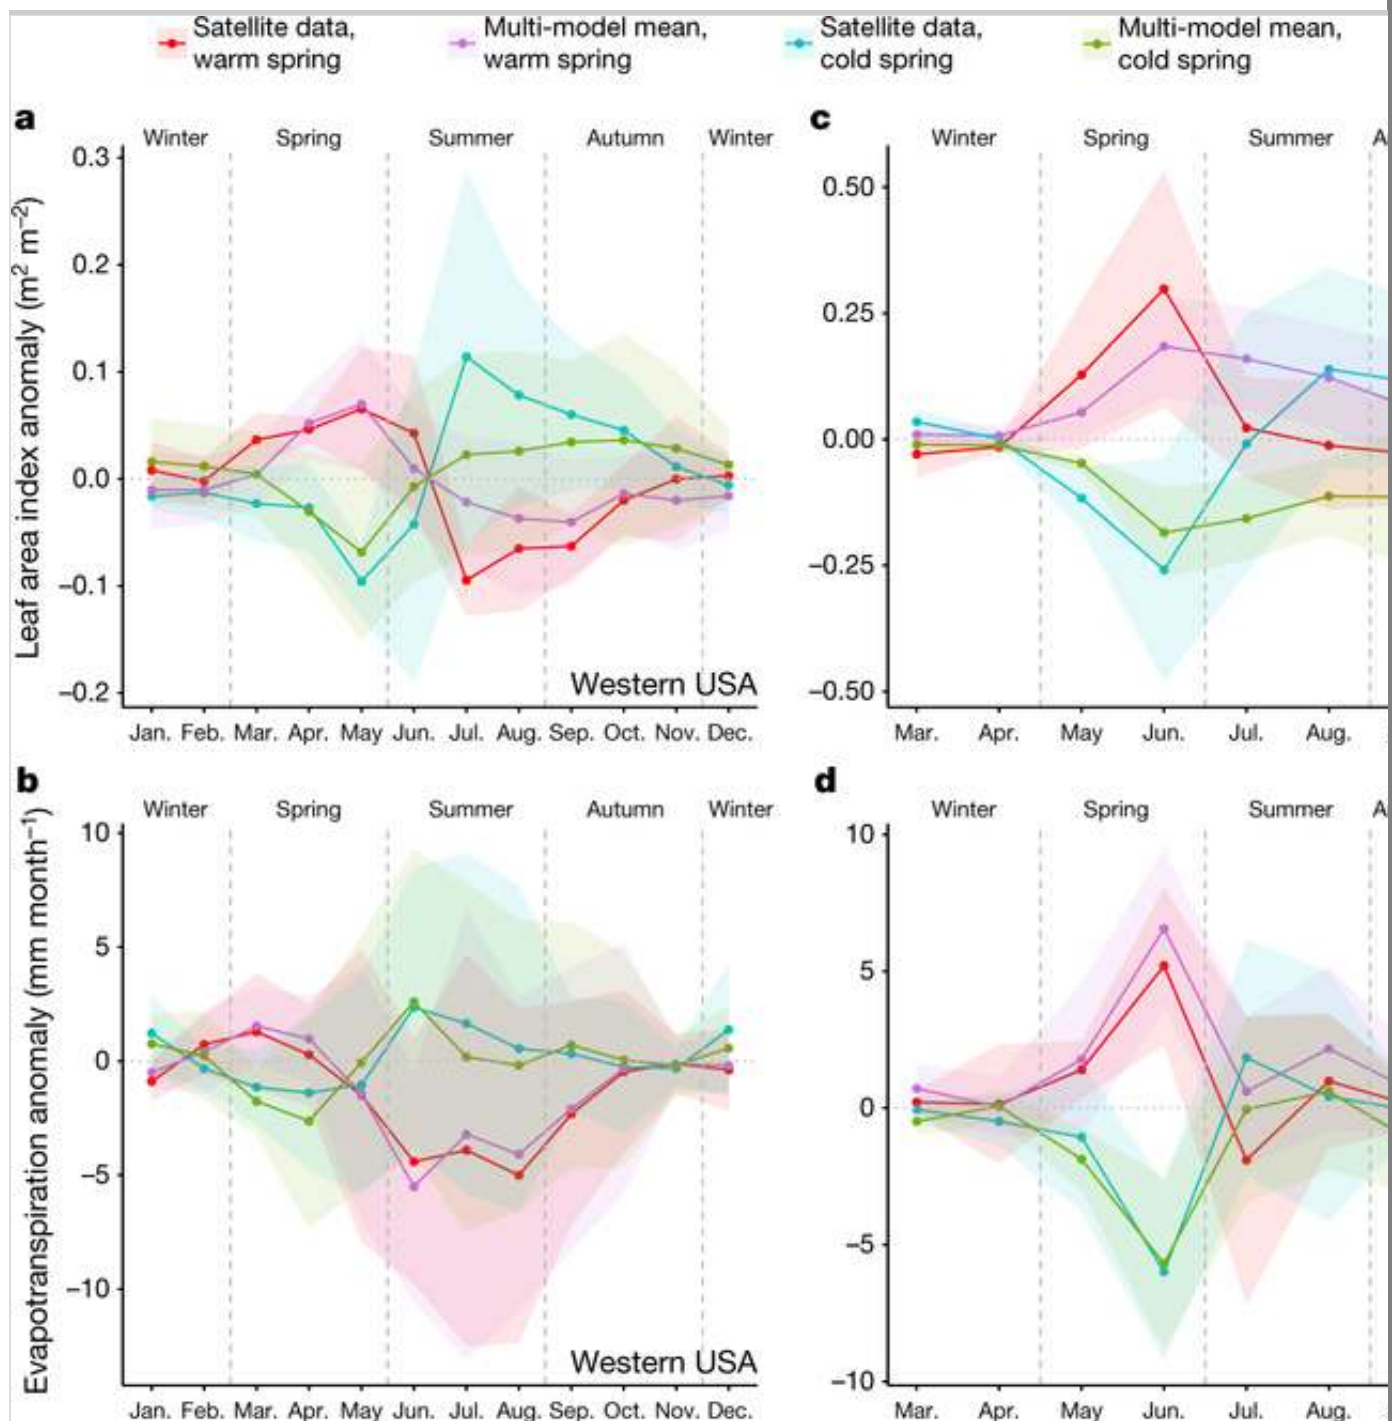 Satellite data,
warm spring
Multi-model mean,
warm spring
Satellite data,
cold spring
Multi-model mean,
cold spring
a
Winter Spring Summer Autumn Winter
Leaf area index anomaly (m² m⁻²)
0.3
0.2
0.1
0.0
–0.1
–0.2
Western USA
Jan. Feb. Mar. Apr. May Jun. Jul. Aug. Sep. Oct. Nov. Dec.
c
Winter Spring Summer A
0.50
0.25
0.00
–0.25
–0.50
Mar. Apr. May Jun. Jul. Aug.
b
Winter Spring Summer Autumn Winter
Evapotranspiration anomaly (mm month⁻¹)
10
5
0
–5
–10
Western USA
Jan. Feb. Mar. Apr. May Jun. Jul. Aug. Sep. Oct. Nov. Dec.
d
Winter Spring Summer A
10
5
0
–5
–10
Mar. Apr. May Jun. Jul. Aug.